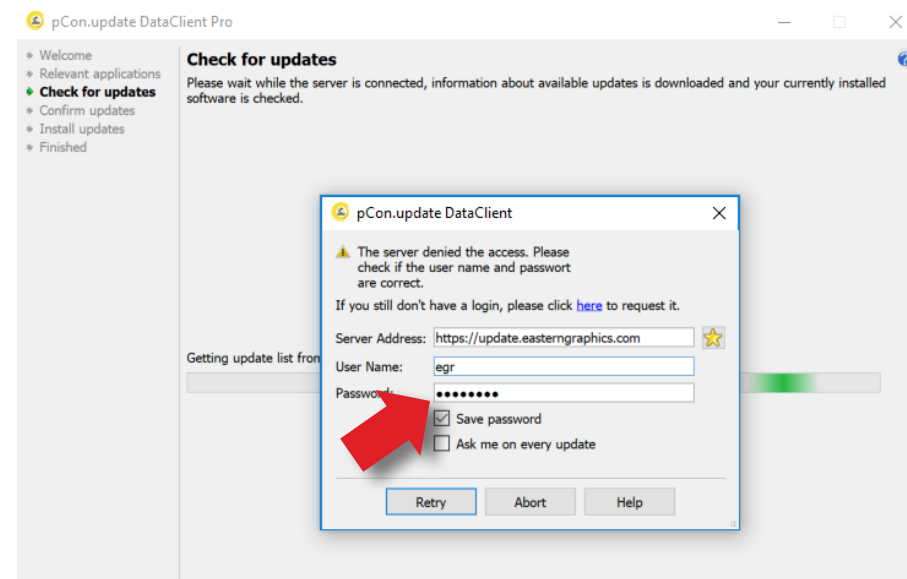 pCon.update DataClient Pro
Welcome
Relevant applications
Check for updates
Confirm updates
Install updates
Finished
Check for updates
Please wait while the server is connected, information about available updates is downloaded and your currently installed
software is checked.
Getting update list fron
pCon.update DataClient
The server denied the access. Please
check if the user name and passwort
are correct.
If you still don't have a login, please click here to request it.
Server Address: https://update.easterngraphics.com
User Name: egr
Password: ●●●●●●●●
Save password
Ask me on every update
Retry Abort Help